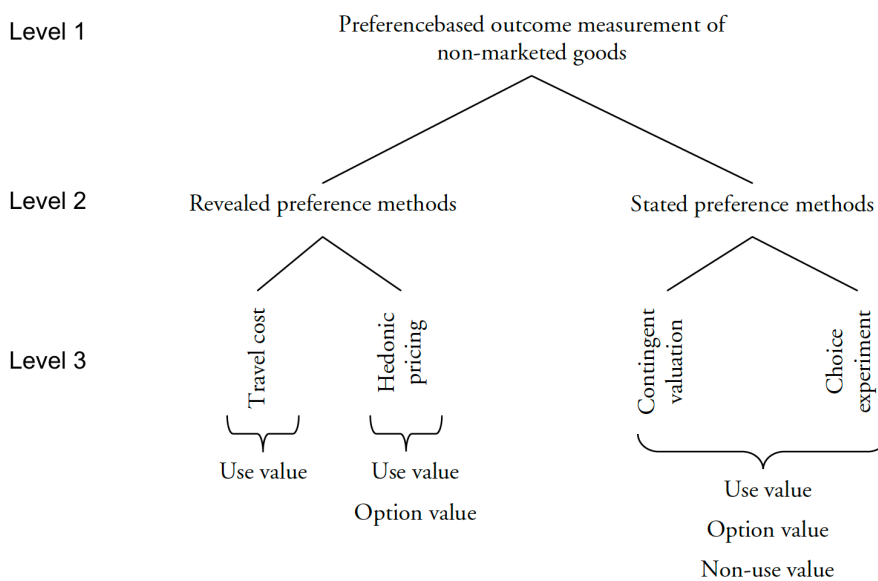 Level 1
Preferencebased outcome measurement of
non-marketed goods
Level 2
Revealed preference methods
Stated preference methods
Level 3
Travel cost
Hedonic
pricing
Contingent
valuation
Choice
experiment
Use value
Use value
Option value
Use value
Option value
Non-use value